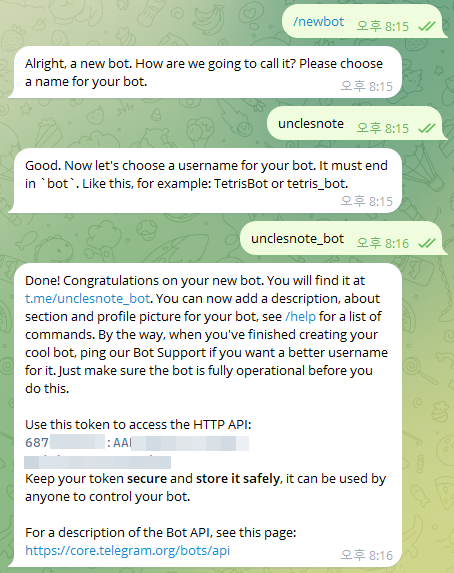 /newbot 오후 8:15
Alright, a new bot. How are we going to call it? Please choose
a name for your bot.
오후 8:15
unclesnote 오후 8:15
Good. Now let's choose a username for your bot. It must end
in `bot`. Like this, for example: TetrisBot or tetris_bot.
오후 8:15
unclesnote_bot 오후 8:16
Done! Congratulations on your new bot. You will find it at
t.me/unclesnote_bot. You can now add a description, about
section and profile picture for your bot, see /help for a list of
commands. By the way, when you've finished creating your
cool bot, ping our Bot Support if you want a better username
for it. Just make sure the bot is fully operational before you
do this.
Use this token to access the HTTP API:
687 :AA
Keep your token secure and store it safely, it can be used by
anyone to control your bot.
For a description of the Bot API, see this page:
https://core.telegram.org/bots/api
오후 8:16